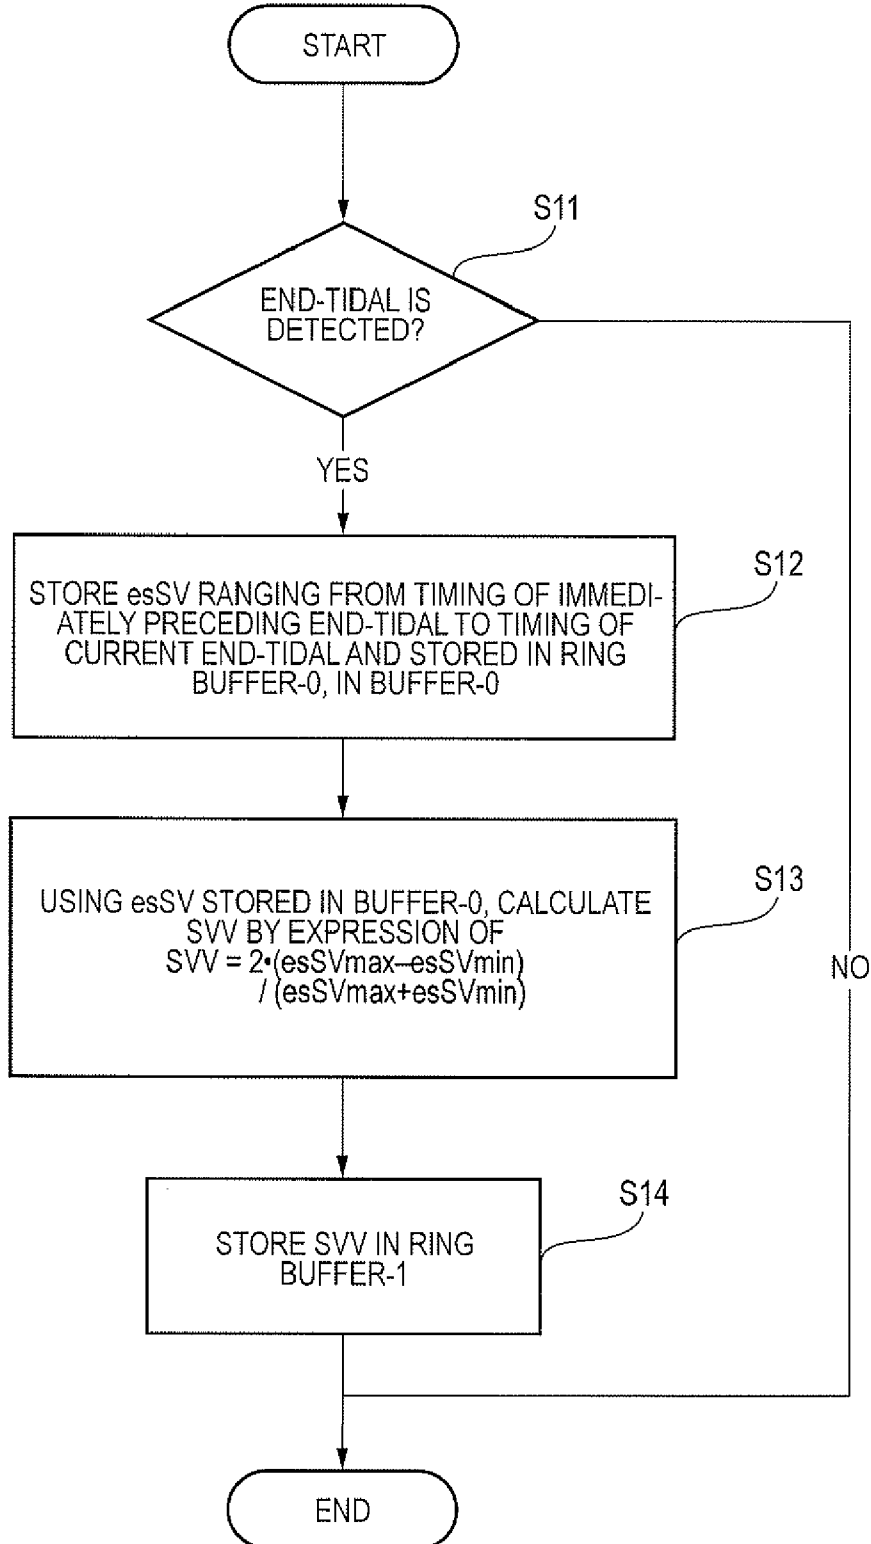 START
S11
END-TIDAL IS
DETECTED?
YES
S12
STORE esSV RANGING FROM TIMING OF IMMEDI-
ATELY PRECEDING END-TIDAL TO TIMING OF
CURRENT END-TIDAL AND STORED IN RING
BUFFER-0, IN BUFFER-0
S13
USING esSV STORED IN BUFFER-0, CALCULATE
SVV BY EXPRESSION OF
SVV = 2•(esSVmax–esSVmin)
/ (esSVmax+esSVmin)
NO
S14
STORE SVV IN RING
BUFFER-1
END